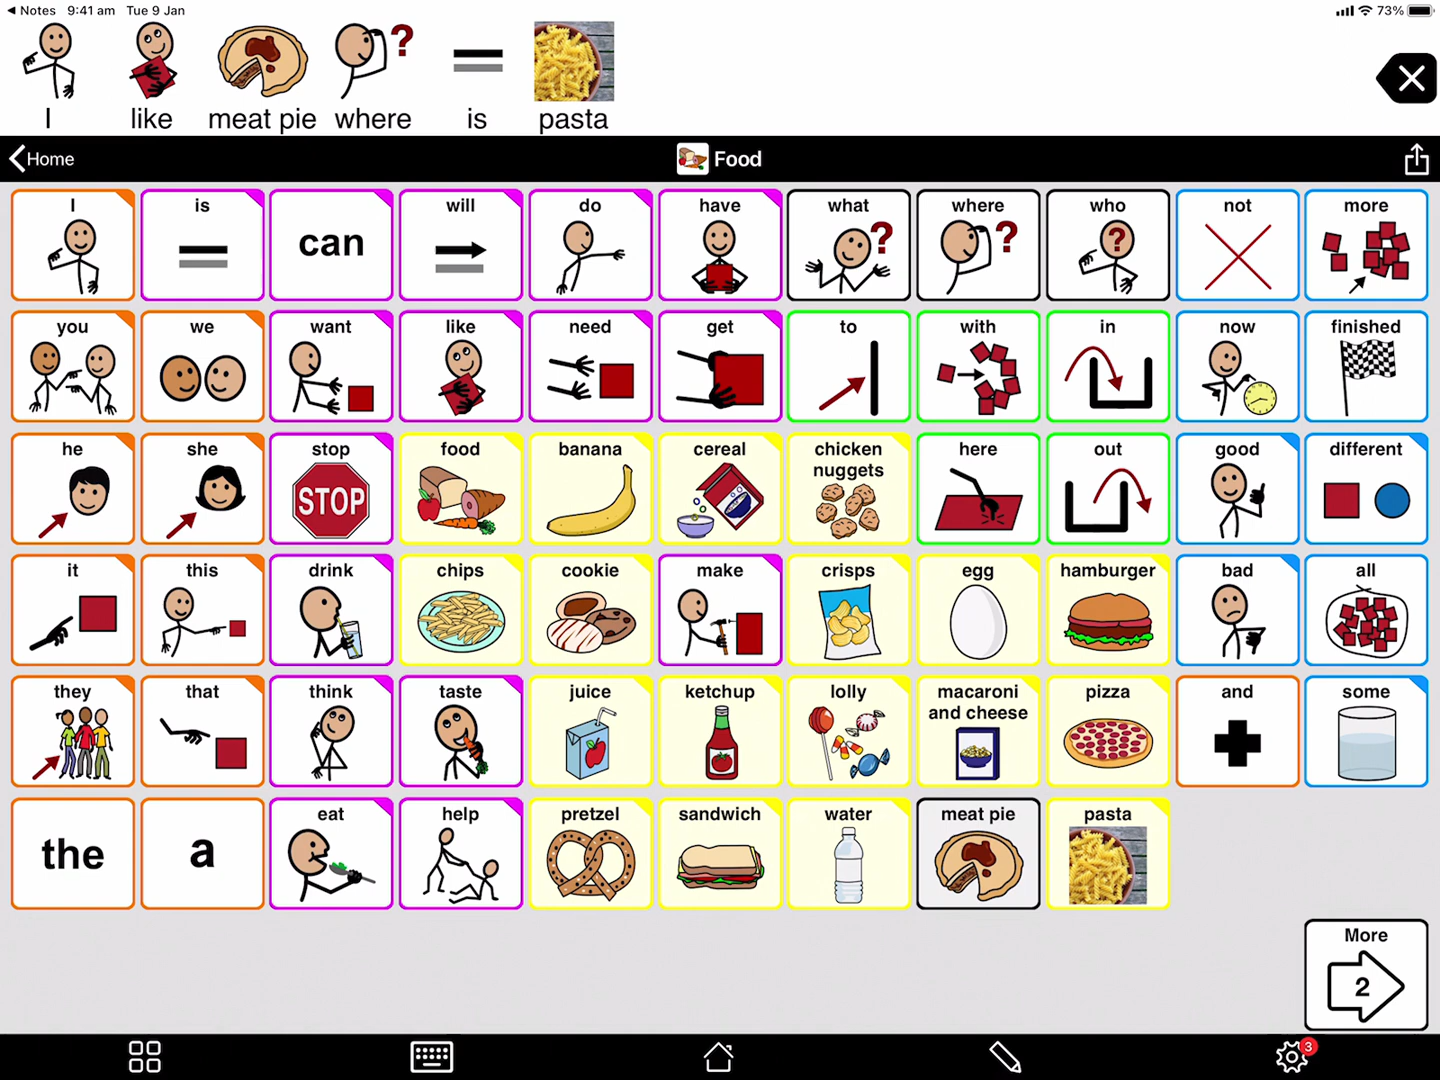 Notes 9:41 am Tue 9 Jan 73%
I like meat pie where is pasta
?
Home Food
I is can will do have what where who not more
? ? ?
you we want like need get to with in now finished
he she stop food banana cereal chicken nuggets here out good different
STOP
it this drink chips cookie make crisps egg hamburger bad all
they that think taste juice ketchup lolly macaroni and cheese pizza and some
the a eat help pretzel sandwich water meat pie pasta
More
2
3